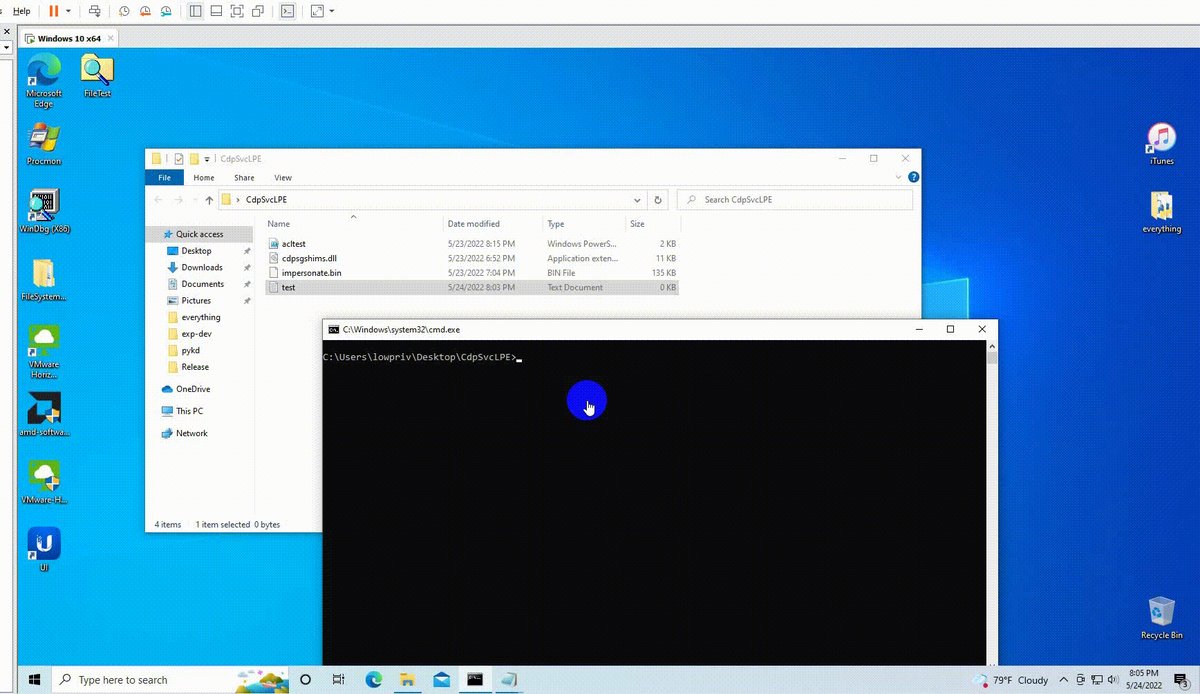 Help
Windows 10 x64
Microsoft Edge
FileTest
Procmon
WinDbg (X86)
FileSystem...
VMware Horiz...
amd-softwa...
VMware-H...
UI
iTunes
everything
Recycle Bin
CdpSvcLPE
File Home Share View
CdpSvcLPE
Search CdpSvcLPE
Name Date modified Type Size
Quick access
Desktop
Downloads
Documents
Pictures
everything
exp-dev
pykd
Release
OneDrive
This PC
Network
acltest 5/23/2022 8:15 PM Windows PowerS... 2 KB
cdpsgshims.dll 5/23/2022 6:52 PM Application exten... 11 KB
impersonate.bin 5/23/2022 7:04 PM BIN File 135 KB
test 5/24/2022 8:03 PM Text Document 0 KB
4 items 1 item selected 0 bytes
C:\Windows\system32\cmd.exe
C:\Users\lowpriv\Desktop\CdpSvcLPE>
Type here to search
79°F Cloudy
8:05 PM
5/24/2022
3